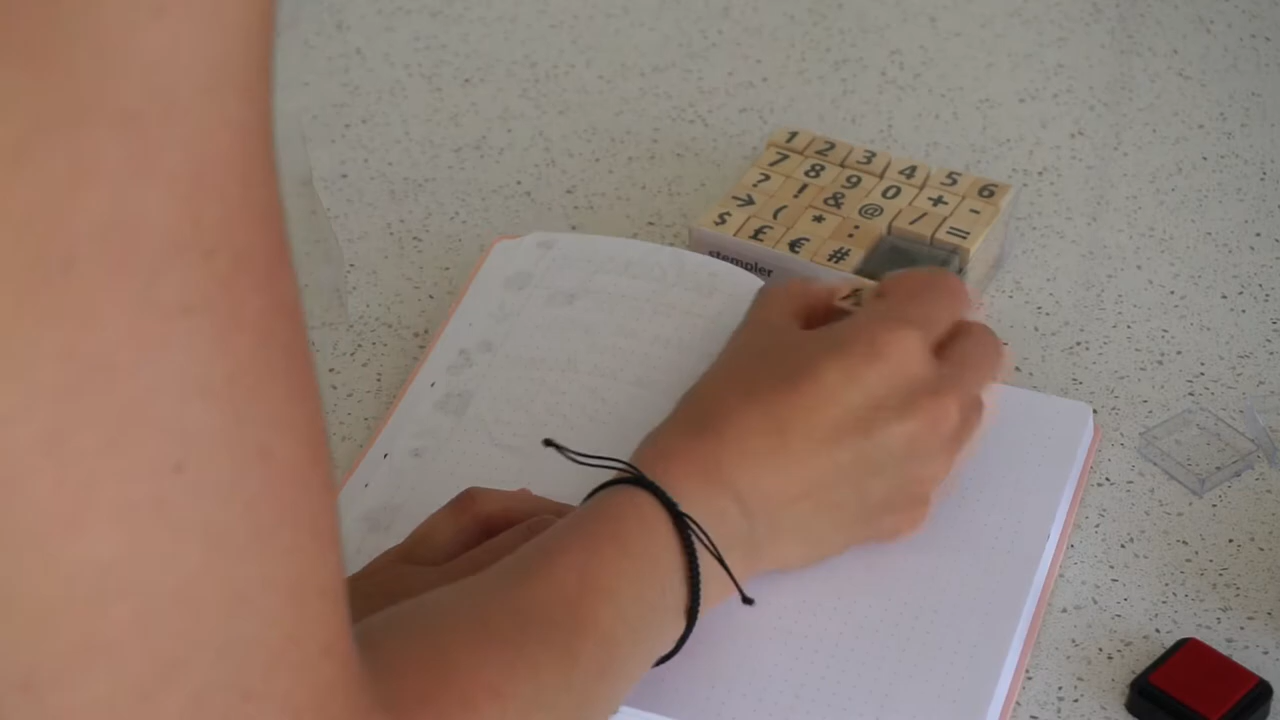 1 2 3 4 5 6
7 8 9 0 + -
? ! & @ / =
→ ( * :
$ £ € #
stempler